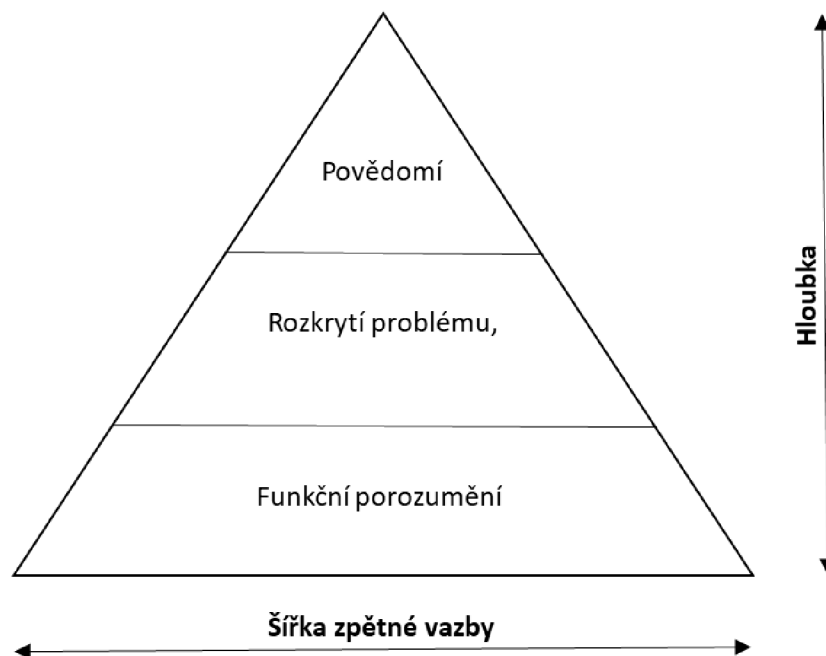 Povědomí
Rozkrytí problému,
Funkční porozumění
Hloubka
Šířka zpětné vazby